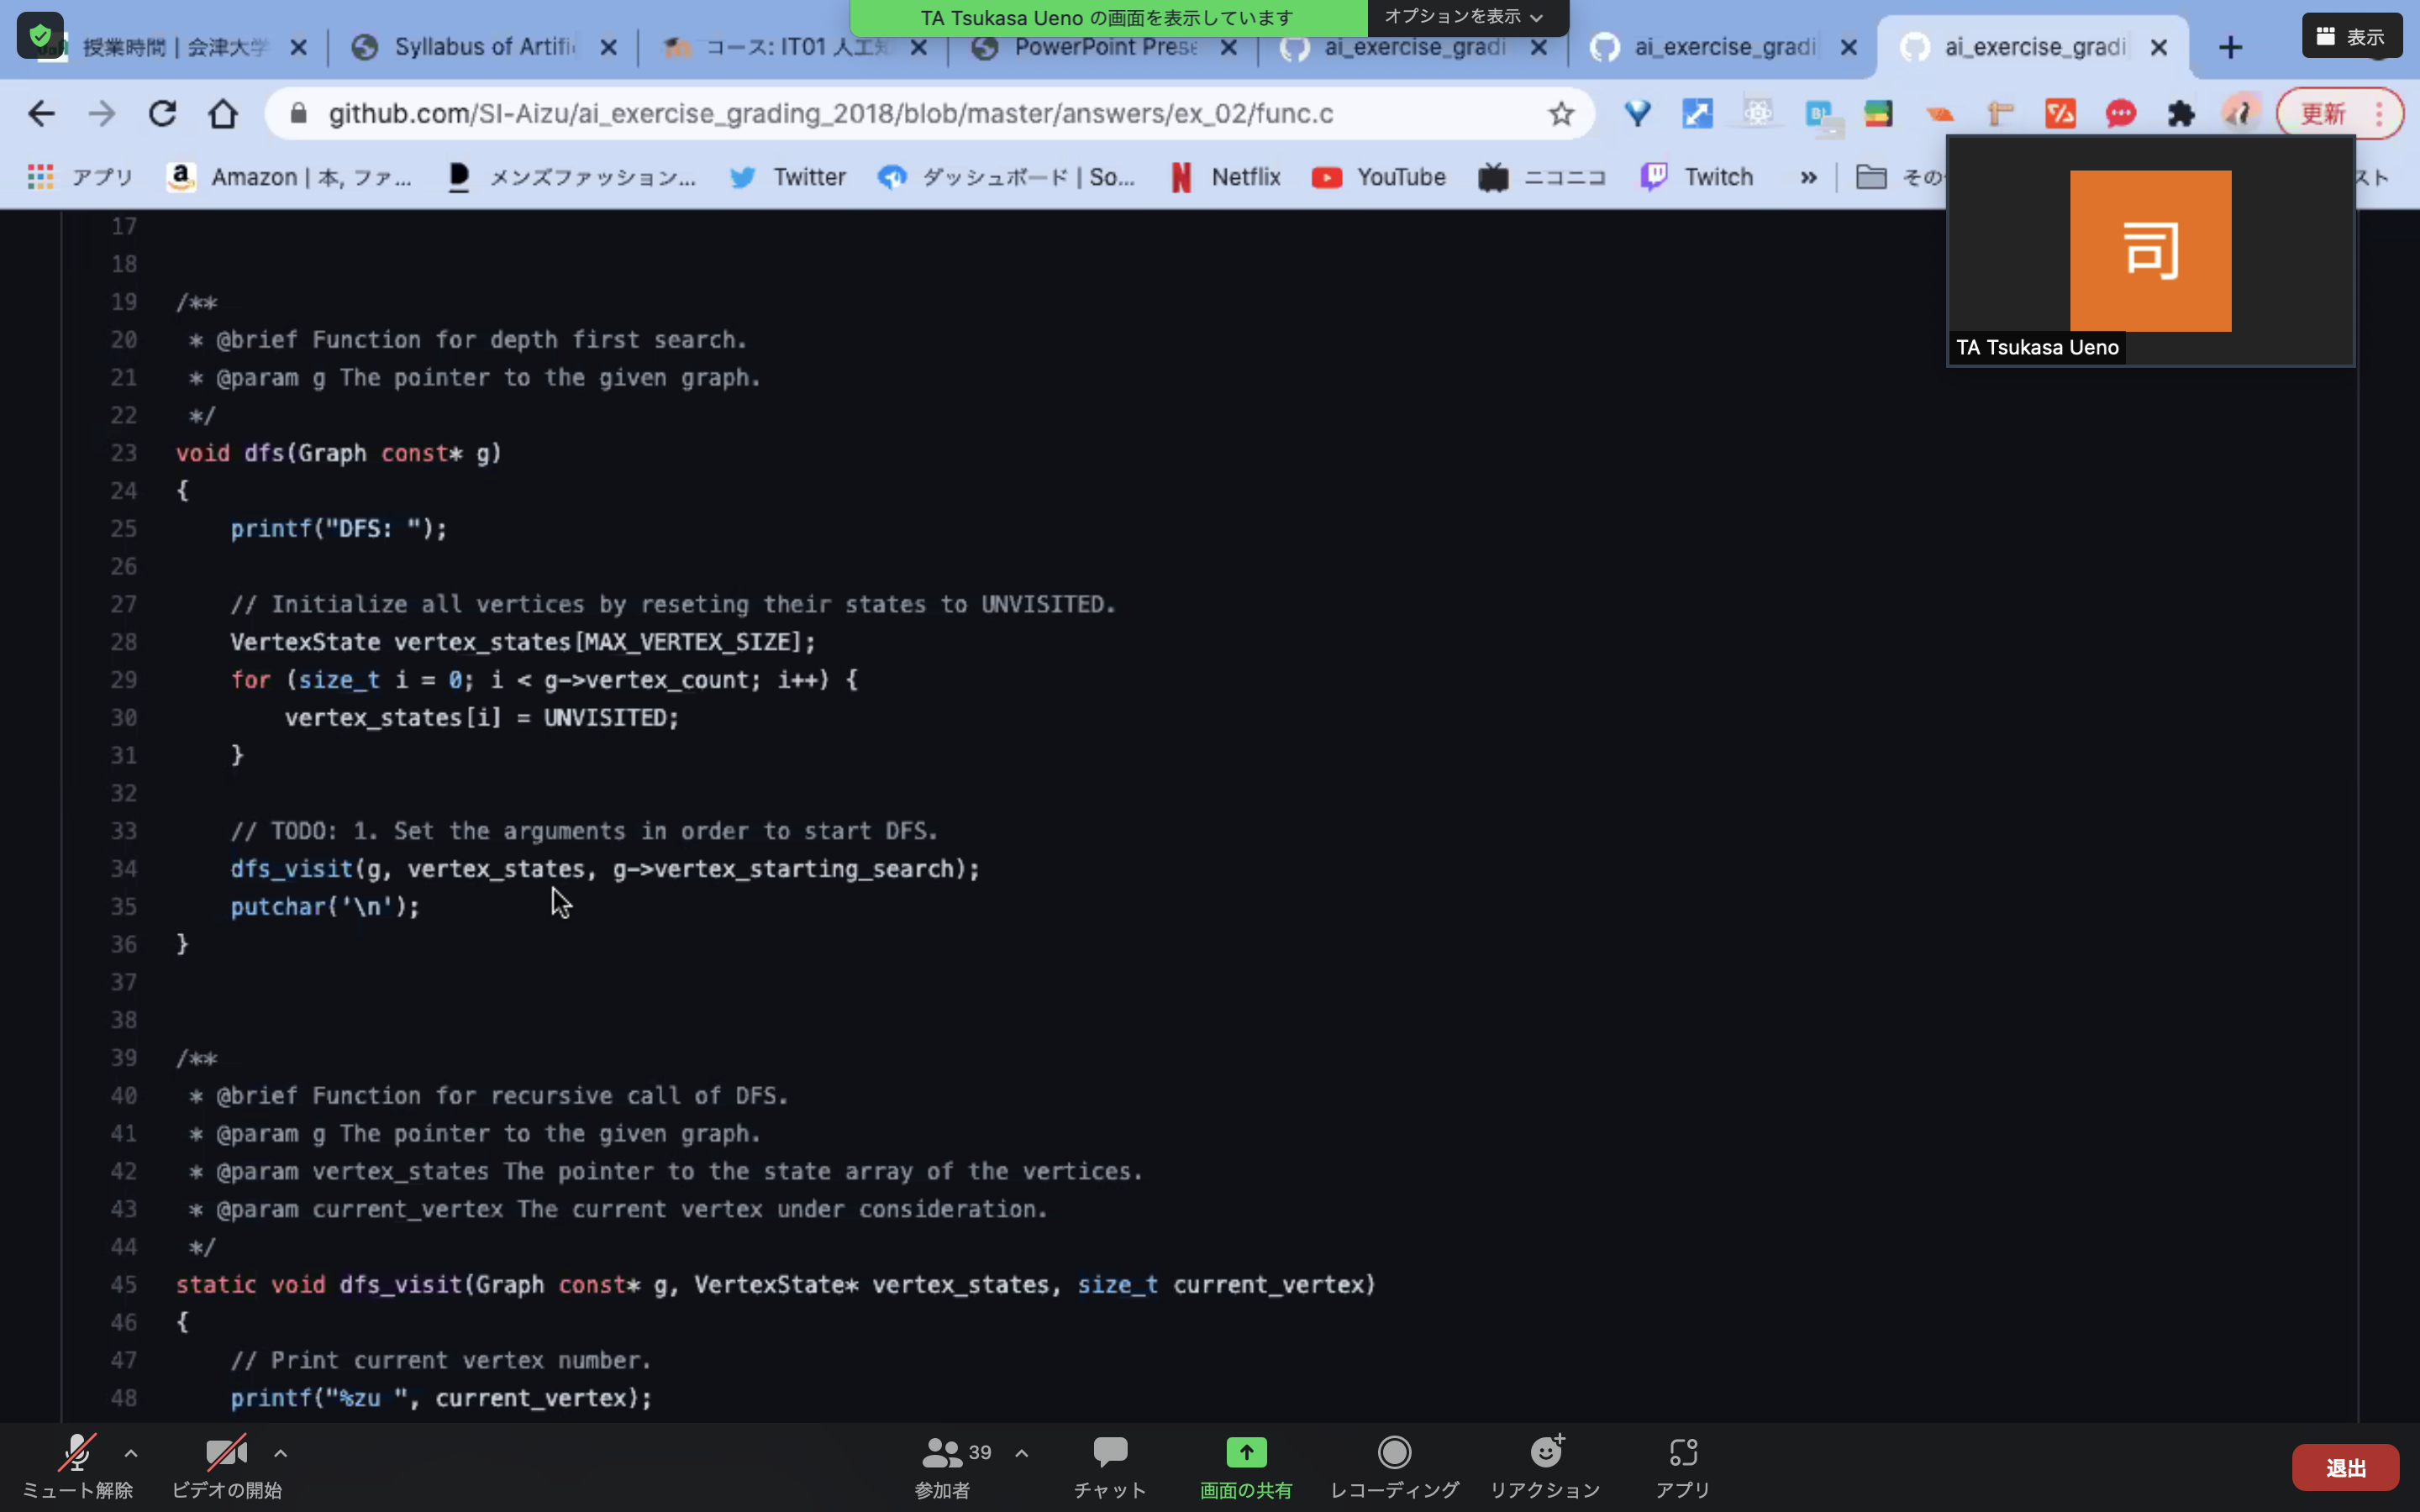 TA Tsukasa Ueno の画面を表示しています
オプションを表示
授業時間 | 会津大学
Syllabus of Artifi
コース: IT01 人工知
PowerPoint Prese
ai_exercise_gradi
ai_exercise_gradi
ai_exercise_gradi
表示
github.com/SI-Aizu/ai_exercise_grading_2018/blob/master/answers/ex_02/func.c
更新
アプリ
Amazon | 本, ファ...
メンズファッション...
Twitter
ダッシュボード | So...
Netflix
YouTube
ニコニコ
Twitch
»
その
スト
司
TA Tsukasa Ueno
17
18
19 /**
20 * @brief Function for depth first search.
21 * @param g The pointer to the given graph.
22 */
23 void dfs(Graph const* g)
24 {
25 printf("DFS: ");
26
27 // Initialize all vertices by reseting their states to UNVISITED.
28 VertexState vertex_states[MAX_VERTEX_SIZE];
29 for (size_t i = 0; i < g->vertex_count; i++) {
30 vertex_states[i] = UNVISITED;
31 }
32
33 // TODO: 1. Set the arguments in order to start DFS.
34 dfs_visit(g, vertex_states, g->vertex_starting_search);
35 putchar('\n');
36 }
37
38
39 /**
40 * @brief Function for recursive call of DFS.
41 * @param g The pointer to the given graph.
42 * @param vertex_states The pointer to the state array of the vertices.
43 * @param current_vertex The current vertex under consideration.
44 */
45 static void dfs_visit(Graph const* g, VertexState* vertex_states, size_t current_vertex)
46 {
47 // Print current vertex number.
48 printf("%zu ", current_vertex);
ミュート解除
ビデオの開始
39
参加者
チャット
画面の共有
レコーディング
リアクション
アプリ
退出